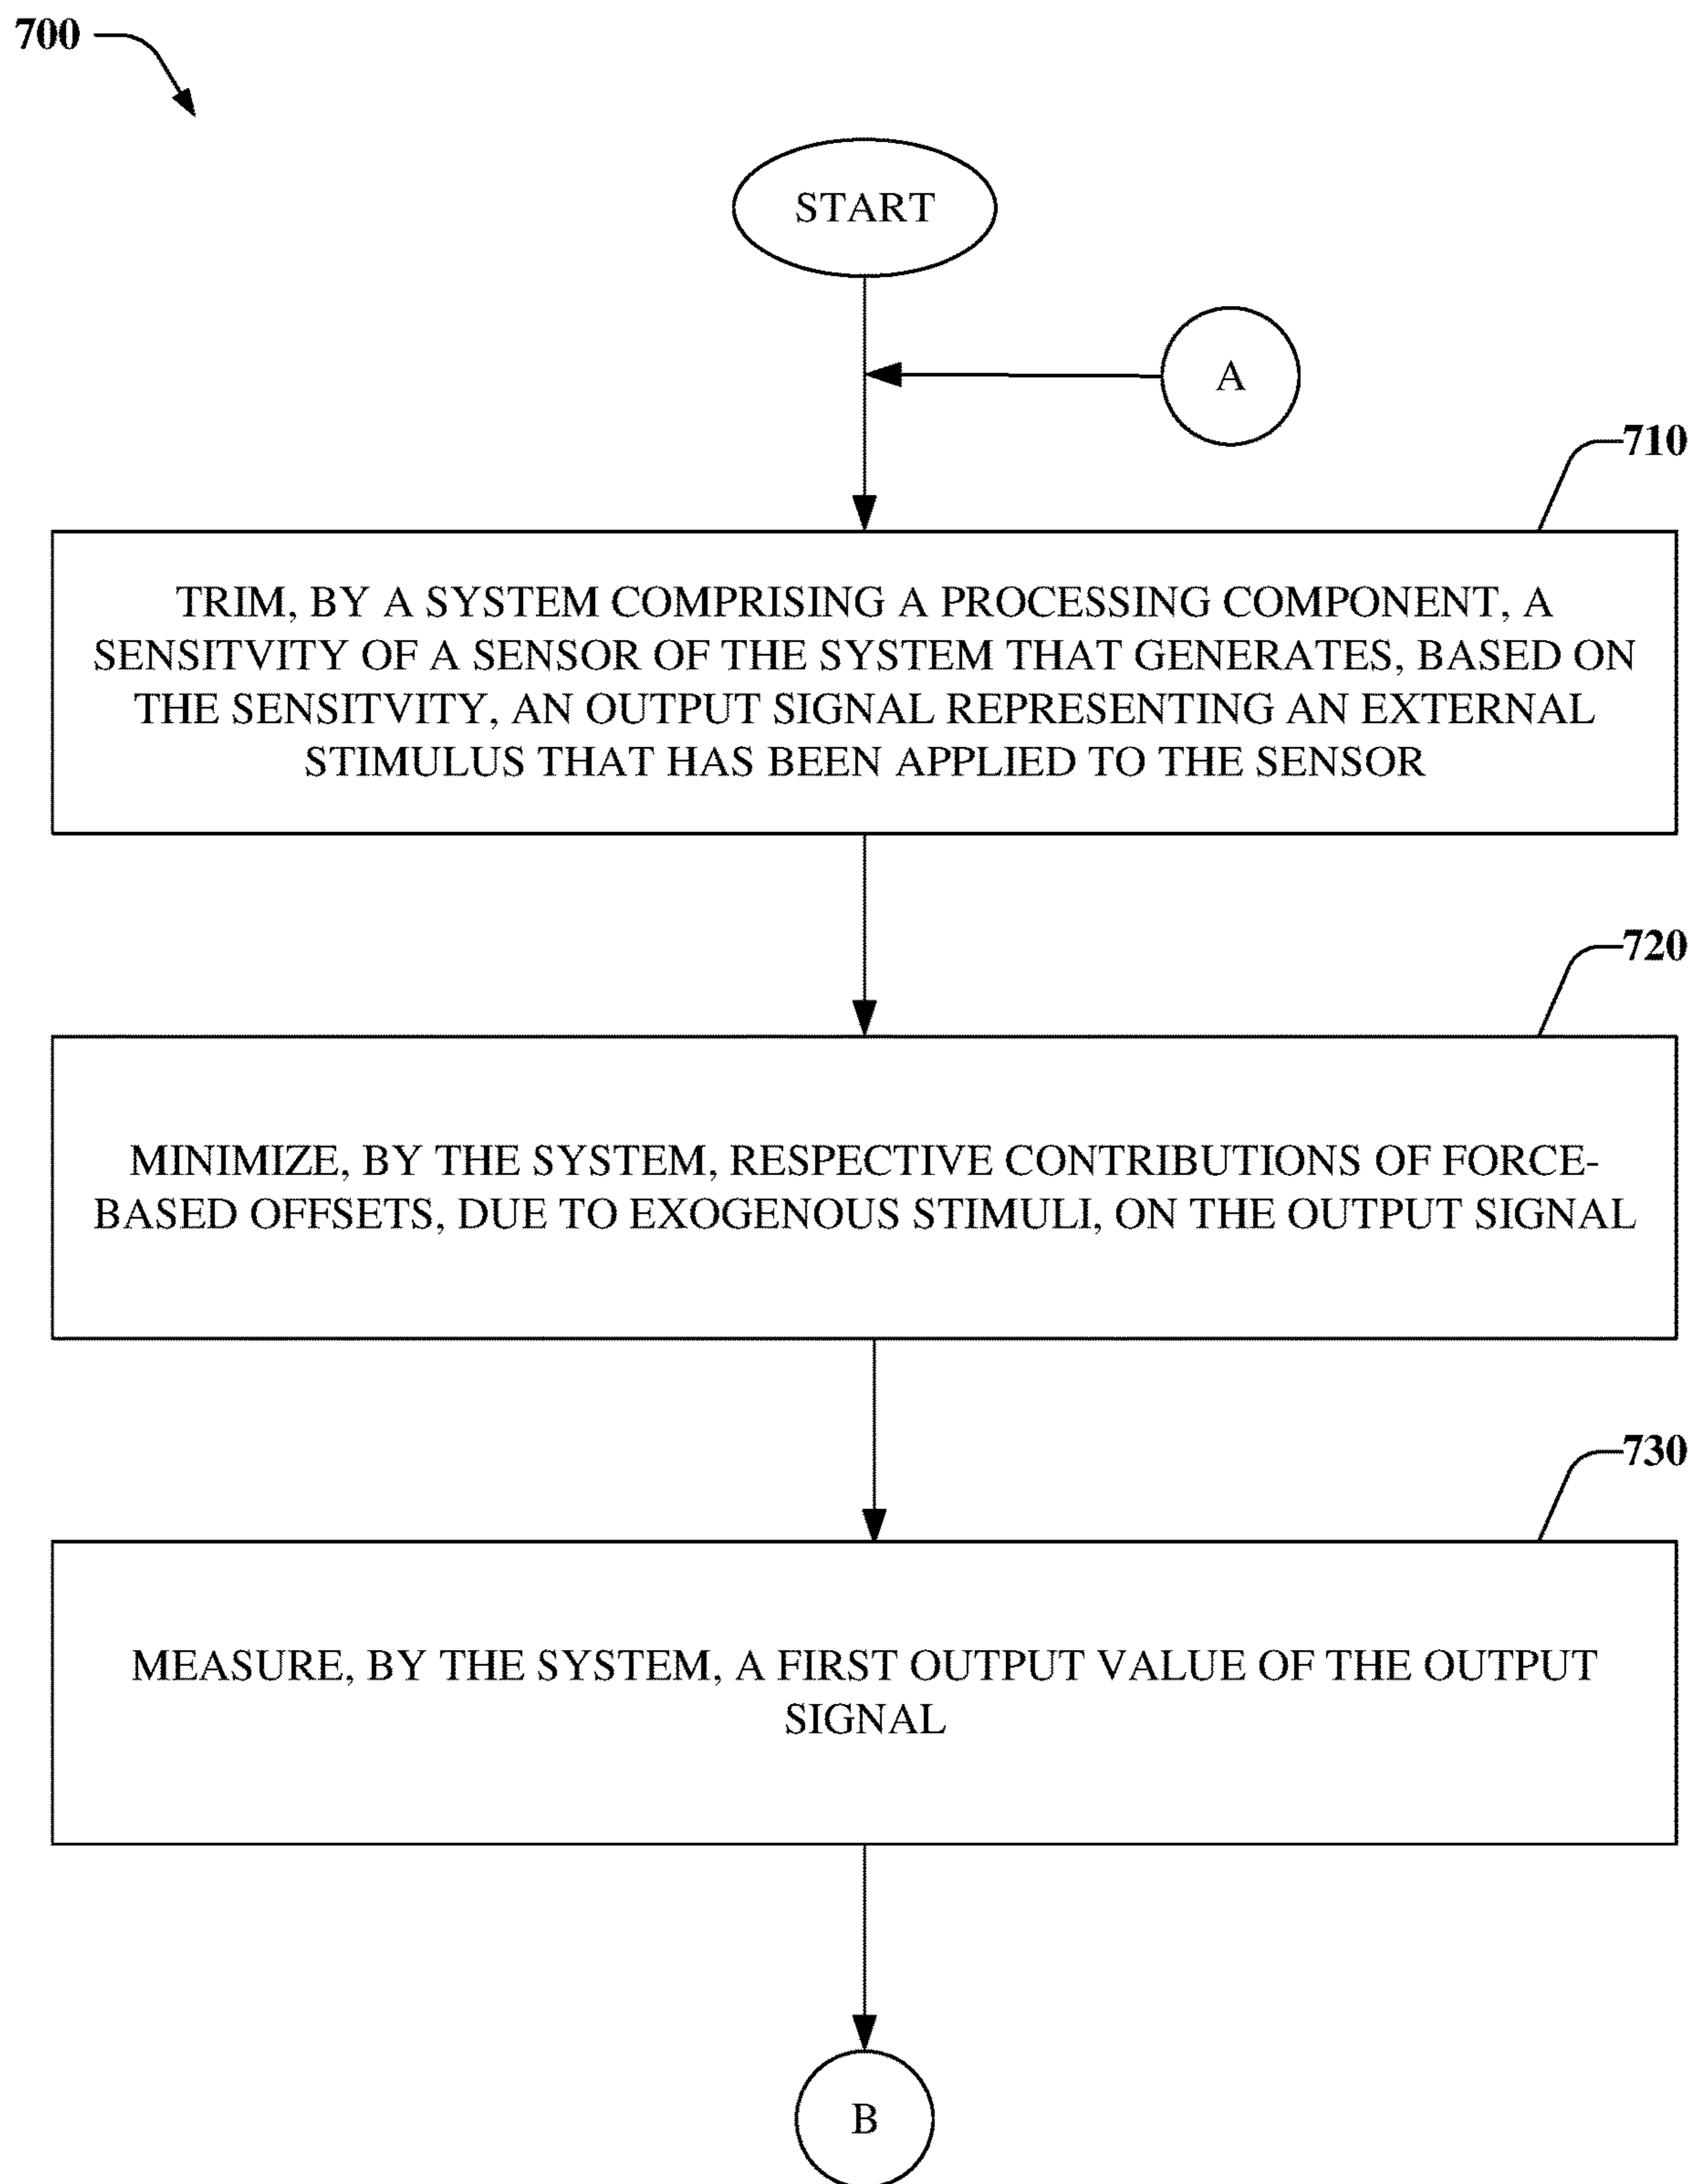 700
START
A
710
TRIM, BY A SYSTEM COMPRISING A PROCESSING COMPONENT, A
SENSITVITY OF A SENSOR OF THE SYSTEM THAT GENERATES, BASED ON
THE SENSITVITY, AN OUTPUT SIGNAL REPRESENTING AN EXTERNAL
STIMULUS THAT HAS BEEN APPLIED TO THE SENSOR
720
MINIMIZE, BY THE SYSTEM, RESPECTIVE CONTRIBUTIONS OF FORCE-
BASED OFFSETS, DUE TO EXOGENOUS STIMULI, ON THE OUTPUT SIGNAL
730
MEASURE, BY THE SYSTEM, A FIRST OUTPUT VALUE OF THE OUTPUT
SIGNAL
B